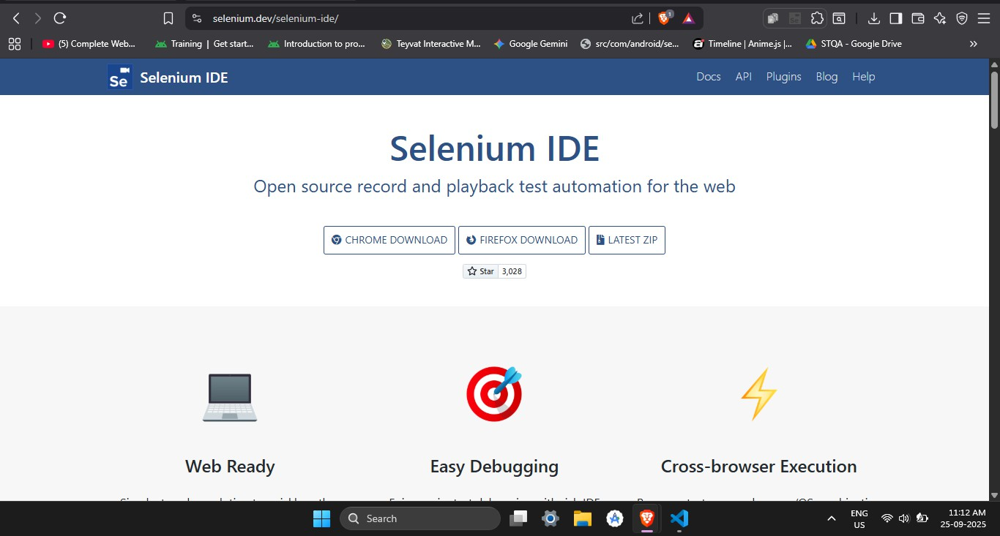 selenium.dev/selenium-ide/
1
(5) Complete Web...
Training | Get start...
Introduction to pro...
Teyvat Interactive M...
Google Gemini
src/com/android/se...
Timeline | Anime.js |...
STQA - Google Drive
»
Se Selenium IDE
Docs API Plugins Blog Help
Selenium IDE
Open source record and playback test automation for the web
CHROME DOWNLOAD
FIREFOX DOWNLOAD
LATEST ZIP
Star 3,028
Web Ready
Easy Debugging
Cross-browser Execution
Search
ENG
US
11:12 AM
25-09-2025